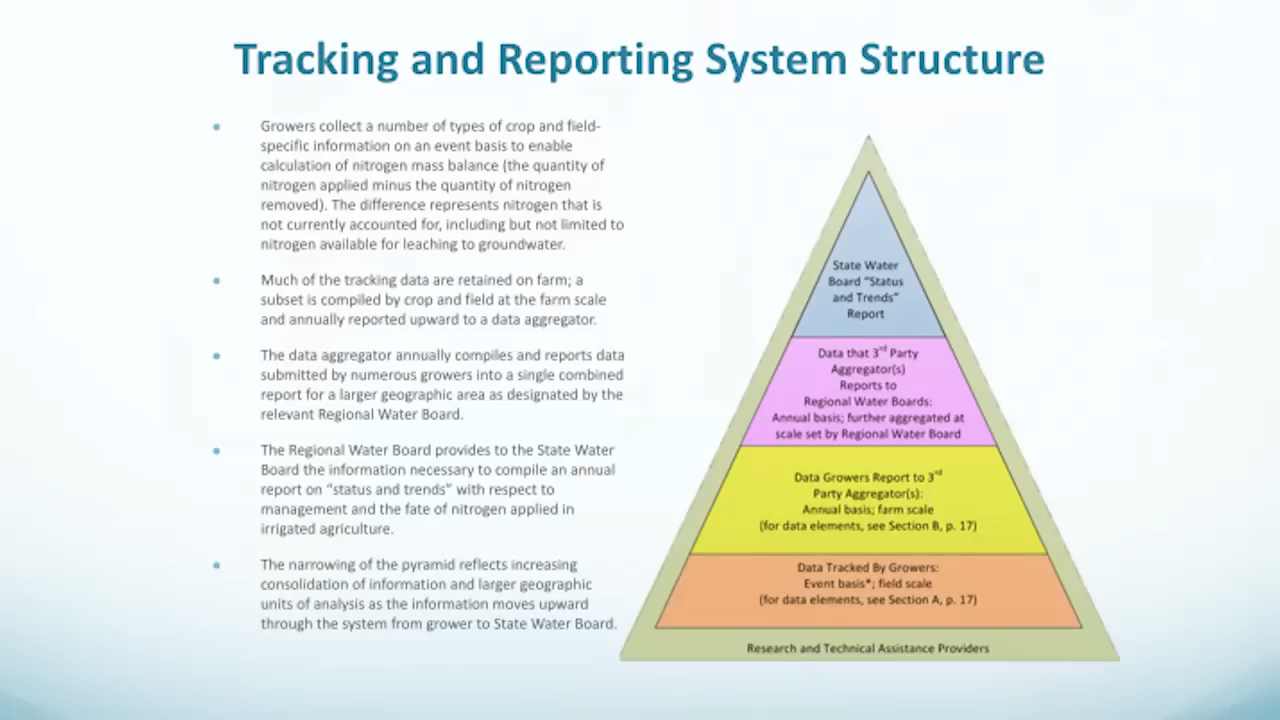 Tracking and Reporting System Structure
Growers collect a number of types of crop and field-
specific information on an event basis to enable
calculation of nitrogen mass balance (the quantity of
nitrogen applied minus the quantity of nitrogen
removed). The difference represents nitrogen that is
not currently accounted for, including but not limited to
nitrogen available for leaching to groundwater.
Much of the tracking data are retained on farm; a
subset is compiled by crop and field at the farm scale
and annually reported upward to a data aggregator.
The data aggregator annually compiles and reports data
submitted by numerous growers into a single combined
report for a larger geographic area as designated by the
relevant Regional Water Board.
The Regional Water Board provides to the State Water
Board the information necessary to compile an annual
report on “status and trends” with respect to
management and the fate of nitrogen applied in
irrigated agriculture.
The narrowing of the pyramid reflects increasing
consolidation of information and larger geographic
units of analysis as the information moves upward
through the system from grower to State Water Board.
State Water
Board “Status
and Trends”
Report
Data that 3rd Party
Aggregator(s)
Reports to
Regional Water Boards:
Annual basis; further aggregated at
scale set by Regional Water Board
Data Growers Report to 3rd
Party Aggregator(s):
Annual basis; farm scale
(for data elements, see Section B, p. 17)
Data Tracked By Growers:
Event basis*; field scale
(for data elements, see Section A, p. 17)
Research and Technical Assistance Providers